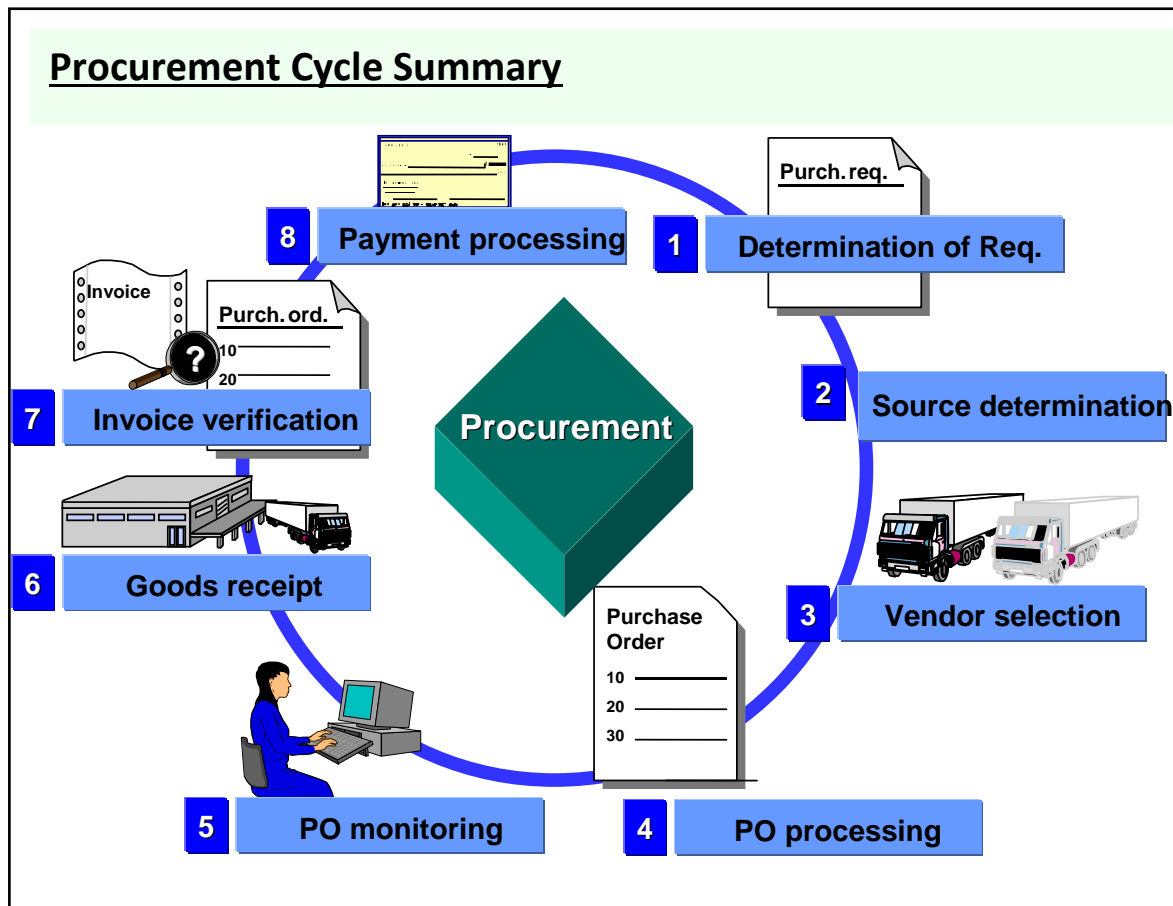 Procurement Cycle Summary
Purch. req.
1 Determination of Req.
2 Source determination
3 Vendor selection
Purchase
Order
10
20
30
4 PO processing
5 PO monitoring
6 Goods receipt
Invoice
Purch. ord.
10
20
?
7 Invoice verification
8 Payment processing
Procurement